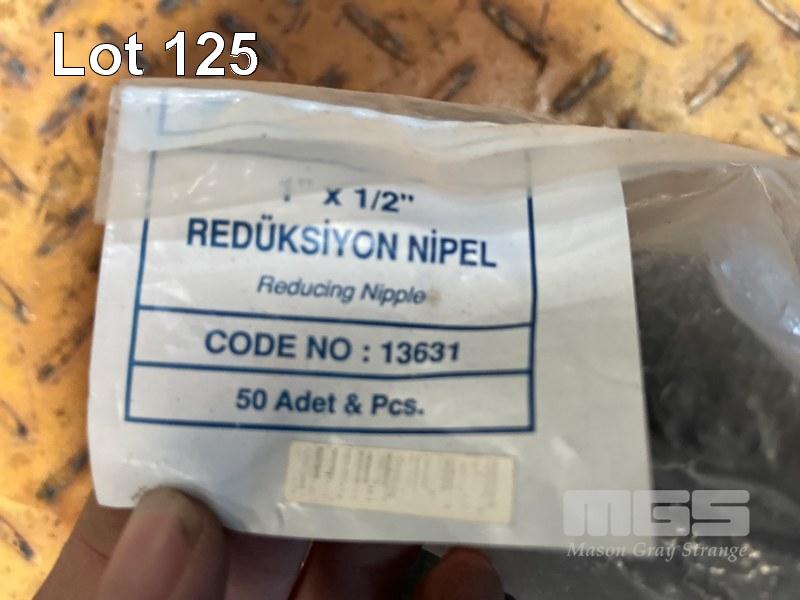 Lot 125
1" x 1/2"
REDÜKSİYON NİPEL
Reducing Nipple
CODE NO : 13631
50 Adet & Pcs.
MGS
Mason Gray Strange